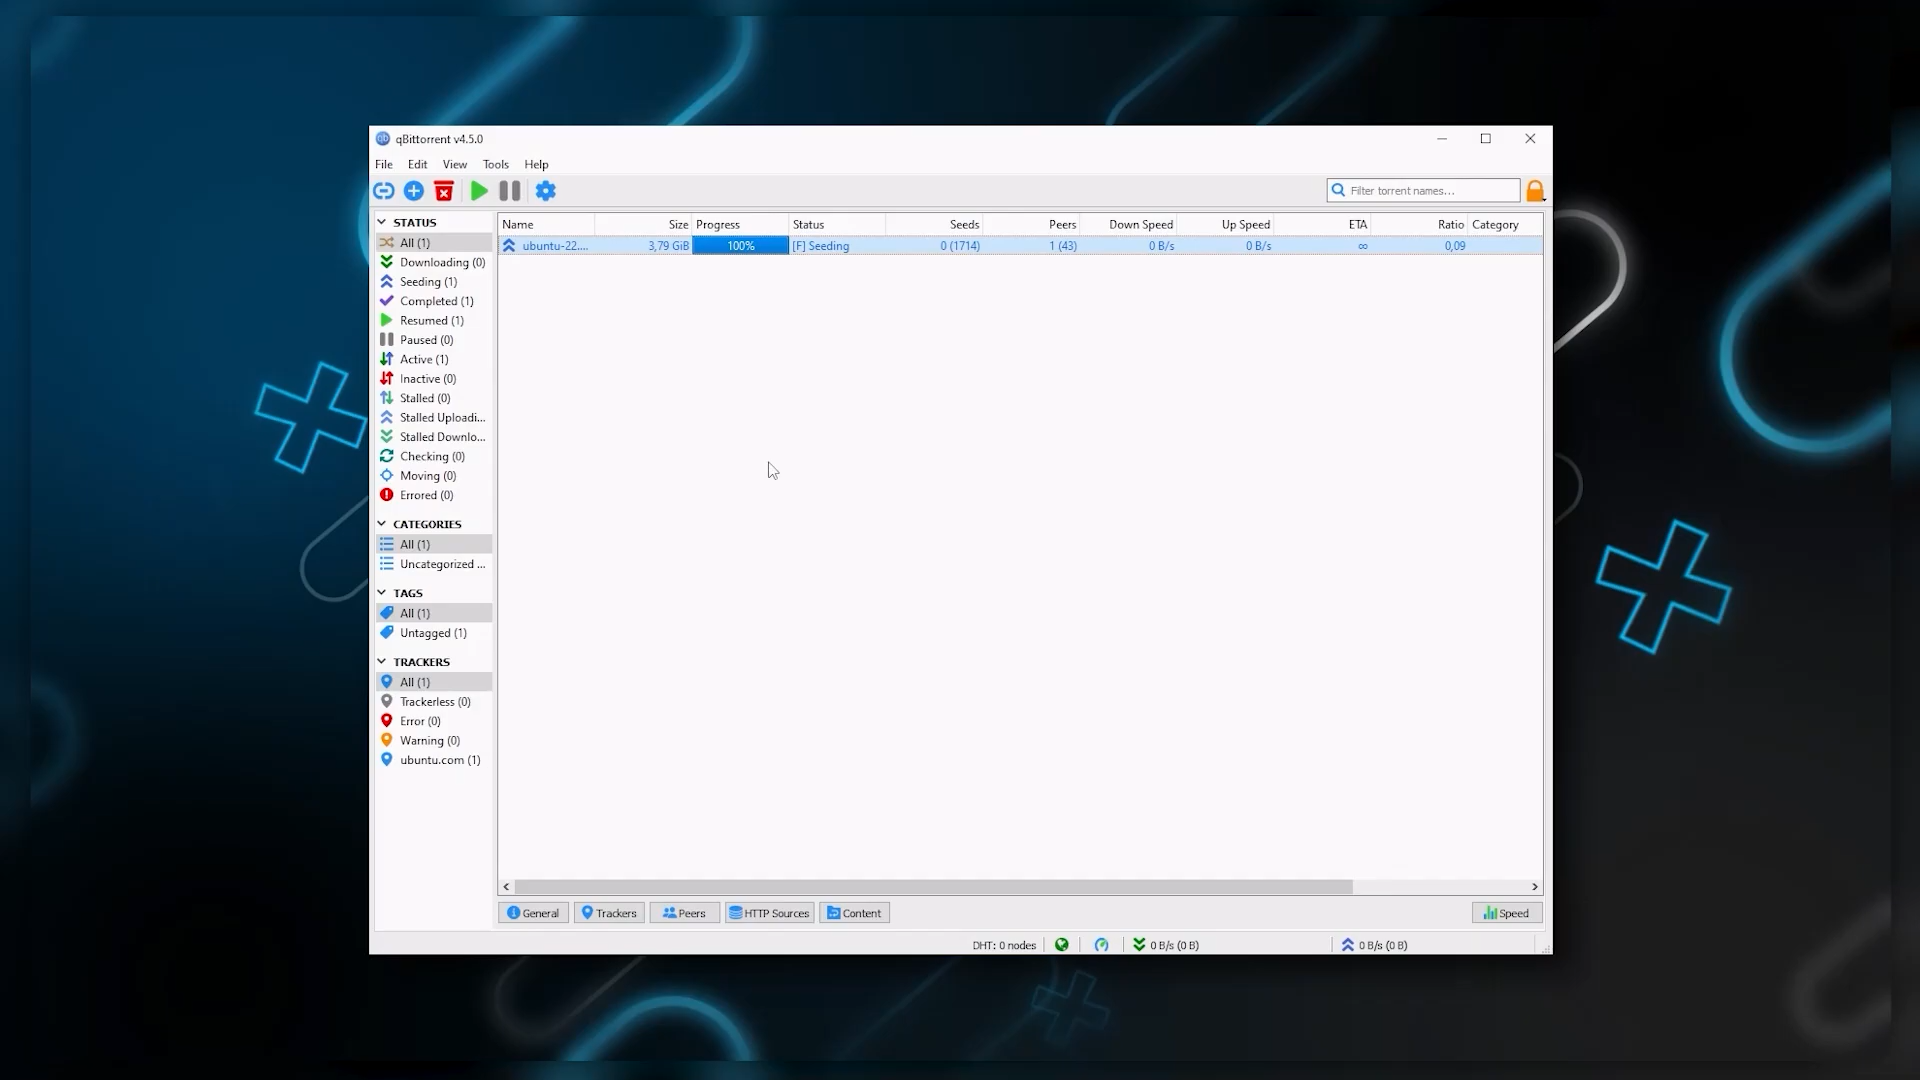 qBittorrent v4.5.0
File Edit View Tools Help
Filter torrent names...
STATUS
All (1)
Downloading (0)
Seeding (1)
Completed (1)
Resumed (1)
Paused (0)
Active (1)
Inactive (0)
Stalled (0)
Stalled Uploadi...
Stalled Downlo...
Checking (0)
Moving (0)
Errored (0)
CATEGORIES
All (1)
Uncategorized ...
TAGS
All (1)
Untagged (1)
TRACKERS
All (1)
Trackerless (0)
Error (0)
Warning (0)
ubuntu.com (1)
Name Size Progress Status Seeds Peers Down Speed Up Speed ETA Ratio Category
ubuntu-22.... 3,79 GiB 100% [F] Seeding 0 (1714) 1 (43) 0 B/s 0 B/s ∞ 0,09
General Trackers Peers HTTP Sources Content Speed
DHT: 0 nodes 0 B/s (0 B) 0 B/s (0 B)